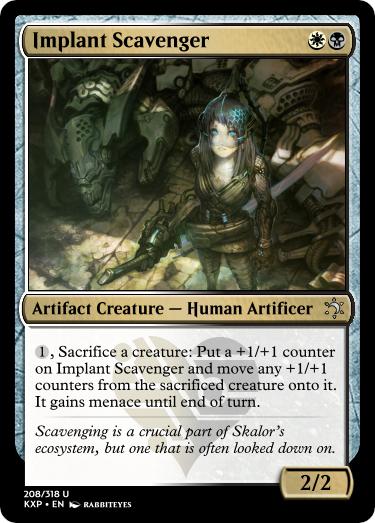 Implant Scavenger
Artifact Creature — Human Artificer
1, Sacrifice a creature: Put a +1/+1 counter
on Implant Scavenger and move any +1/+1
counters from the sacrificed creature onto it.
It gains menace until end of turn.
Scavenging is a crucial part of Skalor's
ecosystem, but one that is often looked down on.
2/2
208/318 U
KXP • EN RABBITEYES